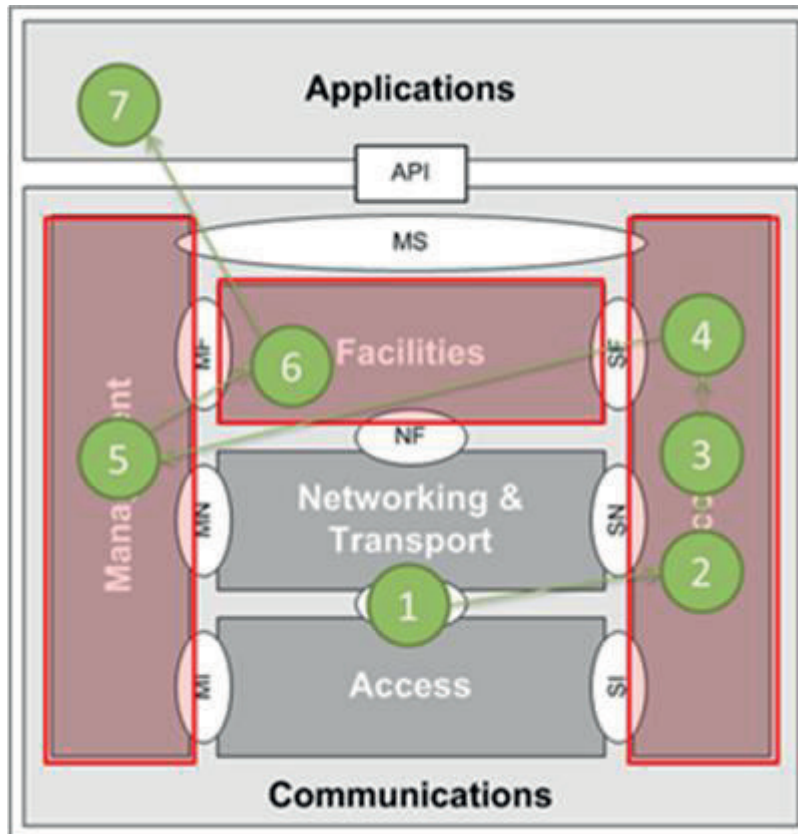 7
Applications
API
MS
MF
6
Facilities
SF
4
5
NF
3
MN
Networking &
Transport
SN
2
1
MI
Access
SI
Communications